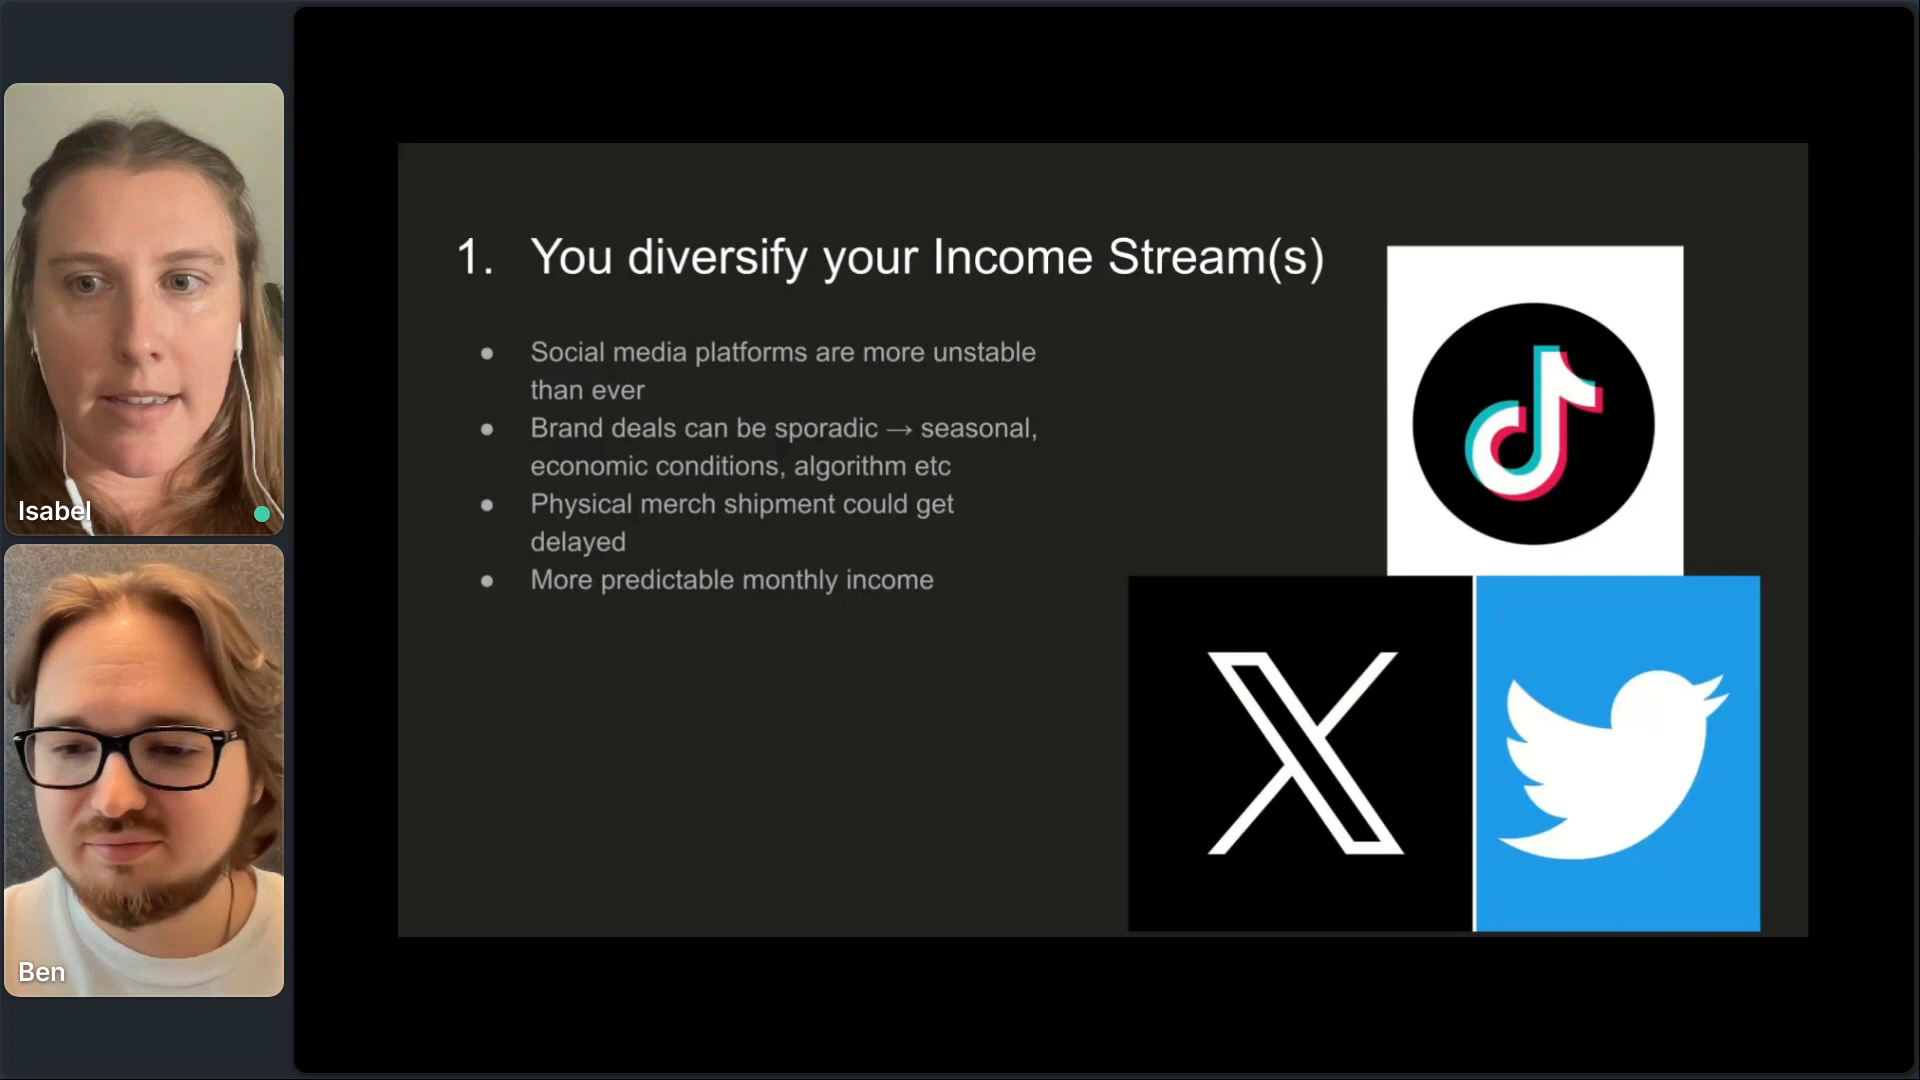 Isabel
Ben
1. You diversify your Income Stream(s)
● Social media platforms are more unstable
than ever
● Brand deals can be sporadic → seasonal,
economic conditions, algorithm etc
● Physical merch shipment could get
delayed
● More predictable monthly income